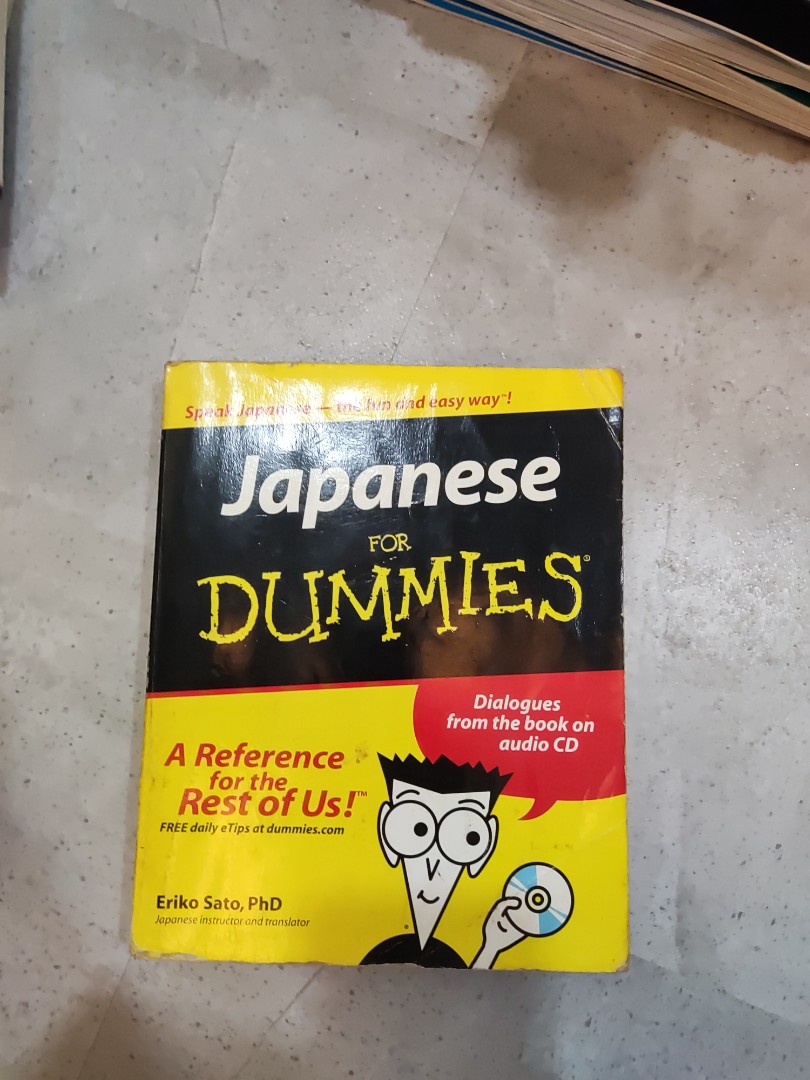 Speak Japanese — the fun and easy way™!
Japanese
FOR
DUMMIES®
Dialogues
from the book on
audio CD
A Reference
for the
Rest of Us!™
FREE daily eTips at dummies.com
Eriko Sato, PhD
Japanese instructor and translator